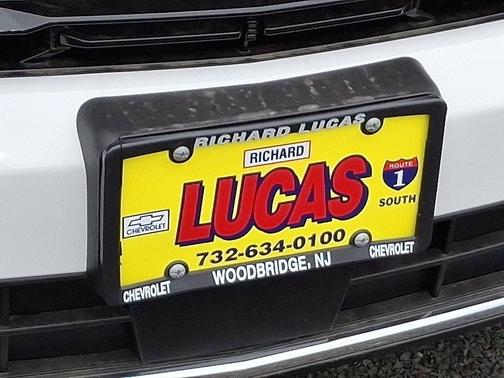 RICHARD LUCAS
RICHARD
LUCAS
ROUTE
1
SOUTH
CHEVROLET
732-634-0100
CHEVROLET
WOODBRIDGE, NJ
CHEVROLET